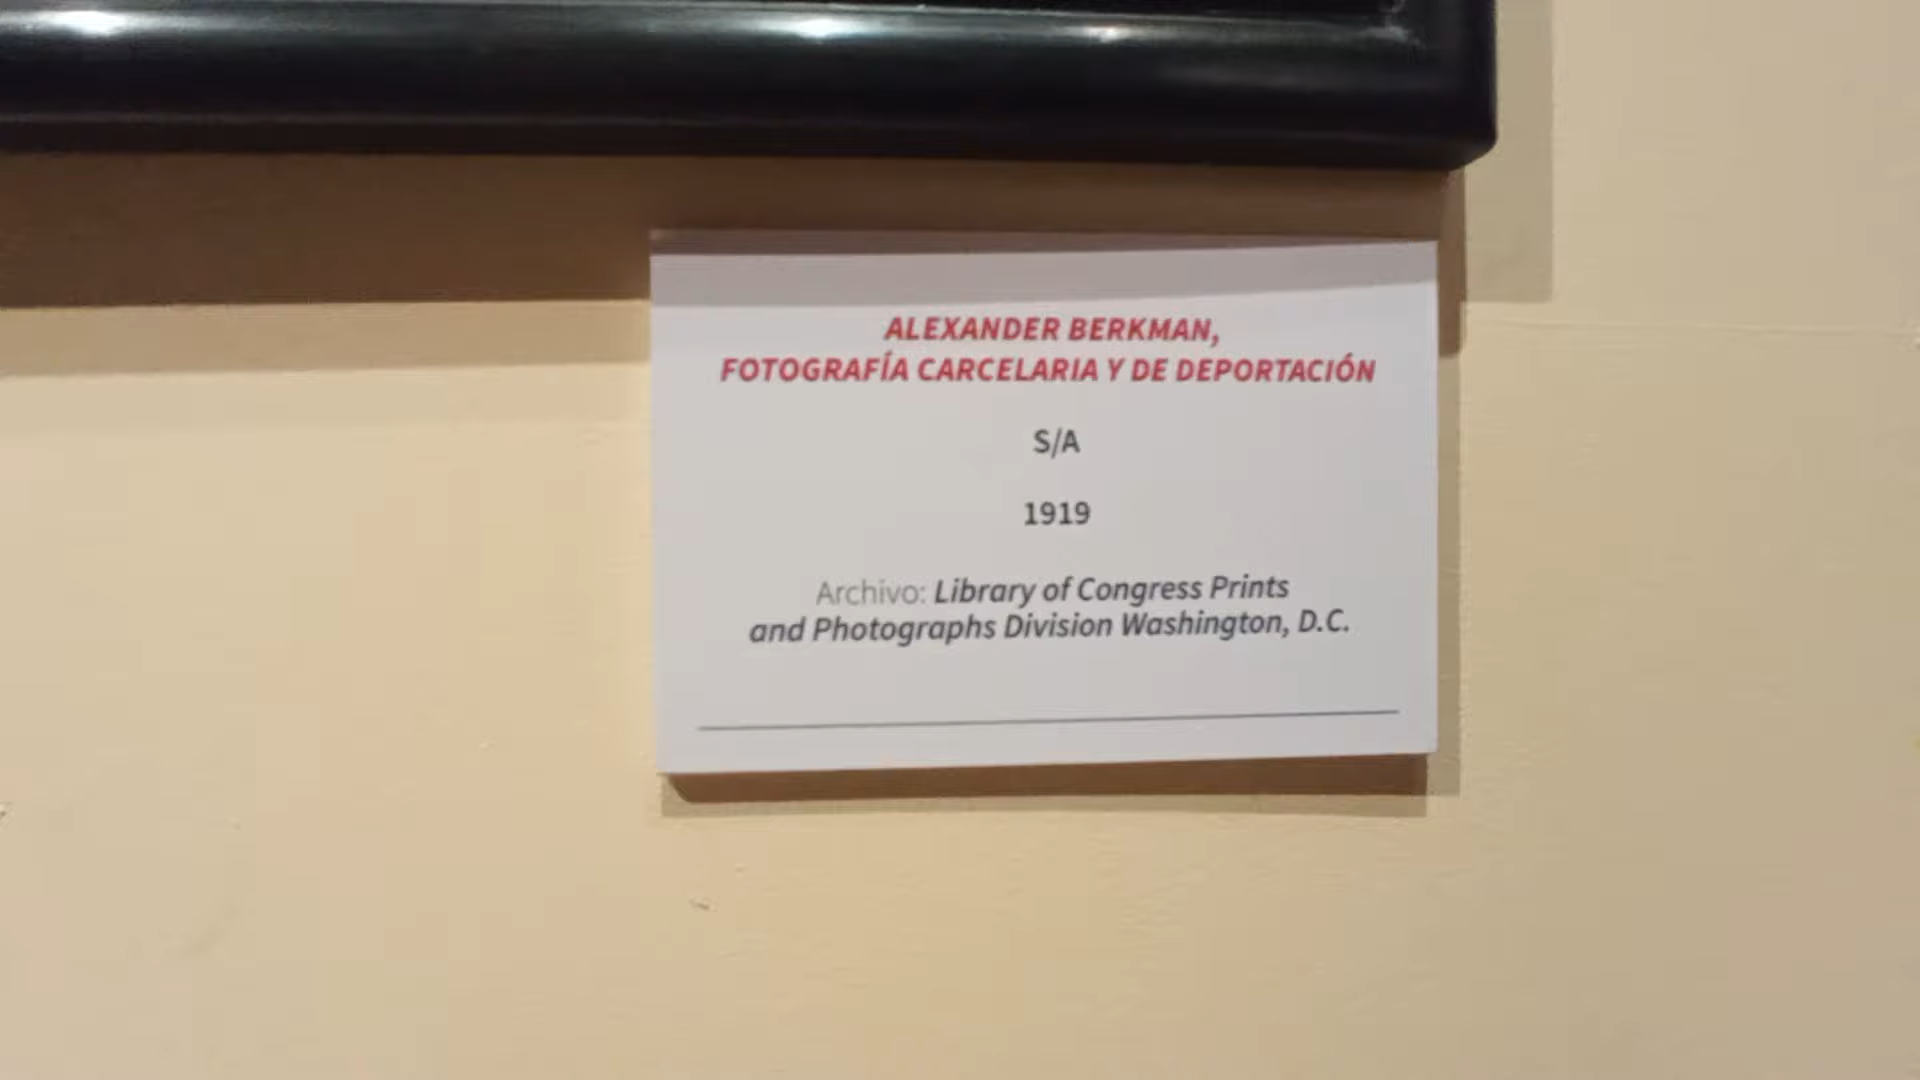 ALEXANDER BERKMAN,
FOTOGRAFÍA CARCELARIA Y DE DEPORTACIÓN
S/A
1919
Archivo: Library of Congress Prints
and Photographs Division Washington, D.C.